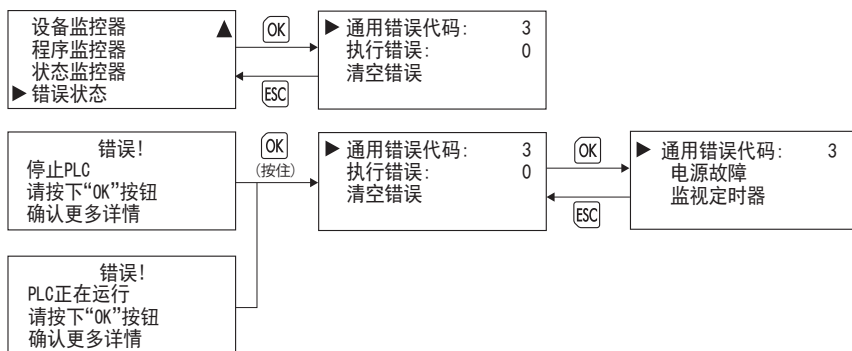 设备监控器 ▲
程序监控器
状态监控器
▶ 错误状态
OK
ESC
▶ 通用错误代码: 3
执行错误: 0
清空错误
错误!
停止PLC
请按下“OK”按钮
确认更多详情
OK
(按住)
▶ 通用错误代码: 3
执行错误: 0
清空错误
OK
ESC
▶ 通用错误代码: 3
电源故障
监视定时器
错误!
PLC正在运行
请按下“OK”按钮
确认更多详情